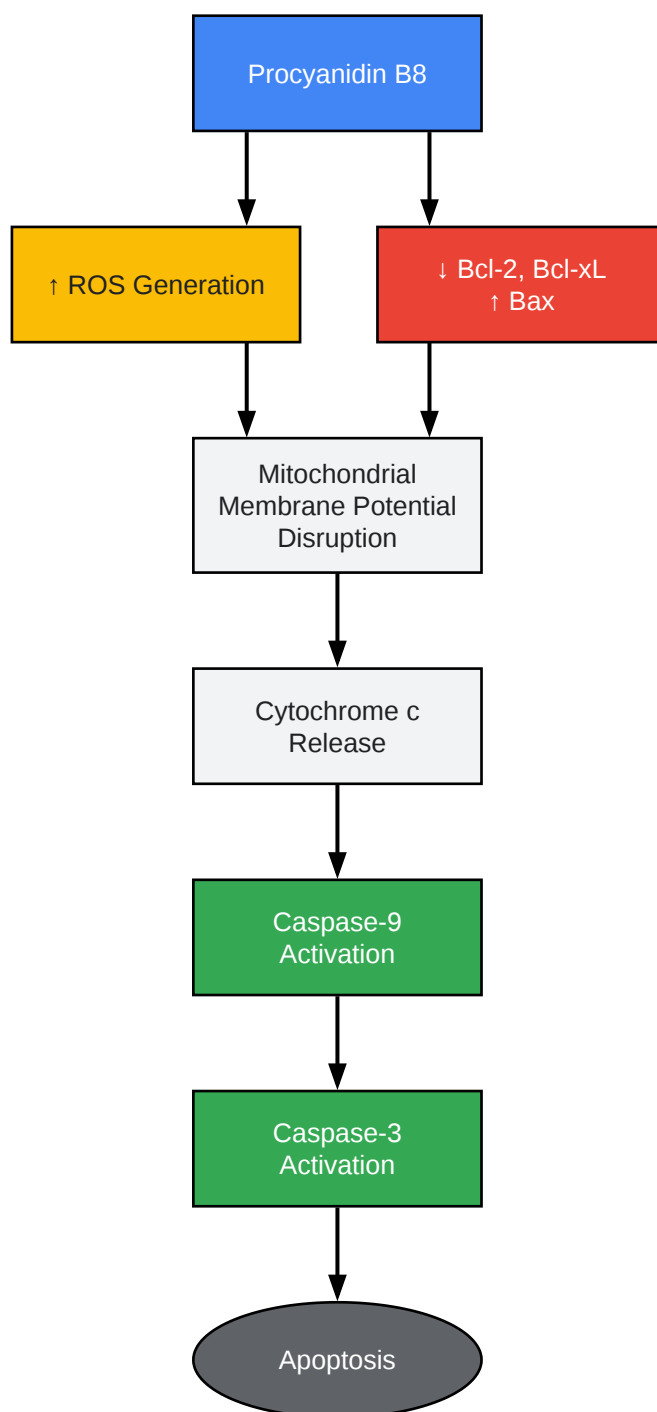 Procyanidin B8
↑ ROS Generation
↓ Bcl-2, Bcl-xL
↑ Bax
Mitochondrial
Membrane Potential
Disruption
Cytochrome c
Release
Caspase-9
Activation
Caspase-3
Activation
Apoptosis